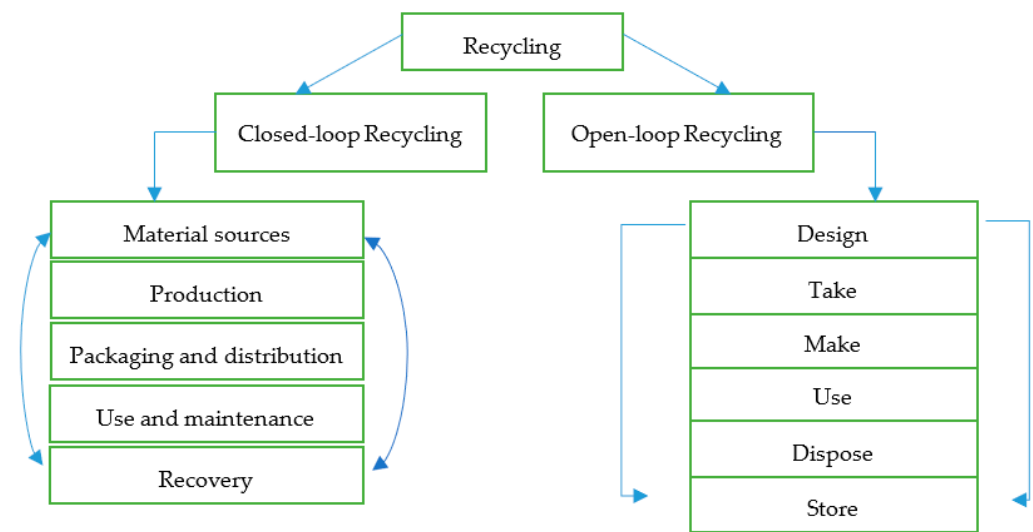 Recycling
Closed-loop Recycling
Open-loop Recycling
Material sources
Production
Packaging and distribution
Use and maintenance
Recovery
Design
Take
Make
Use
Dispose
Store